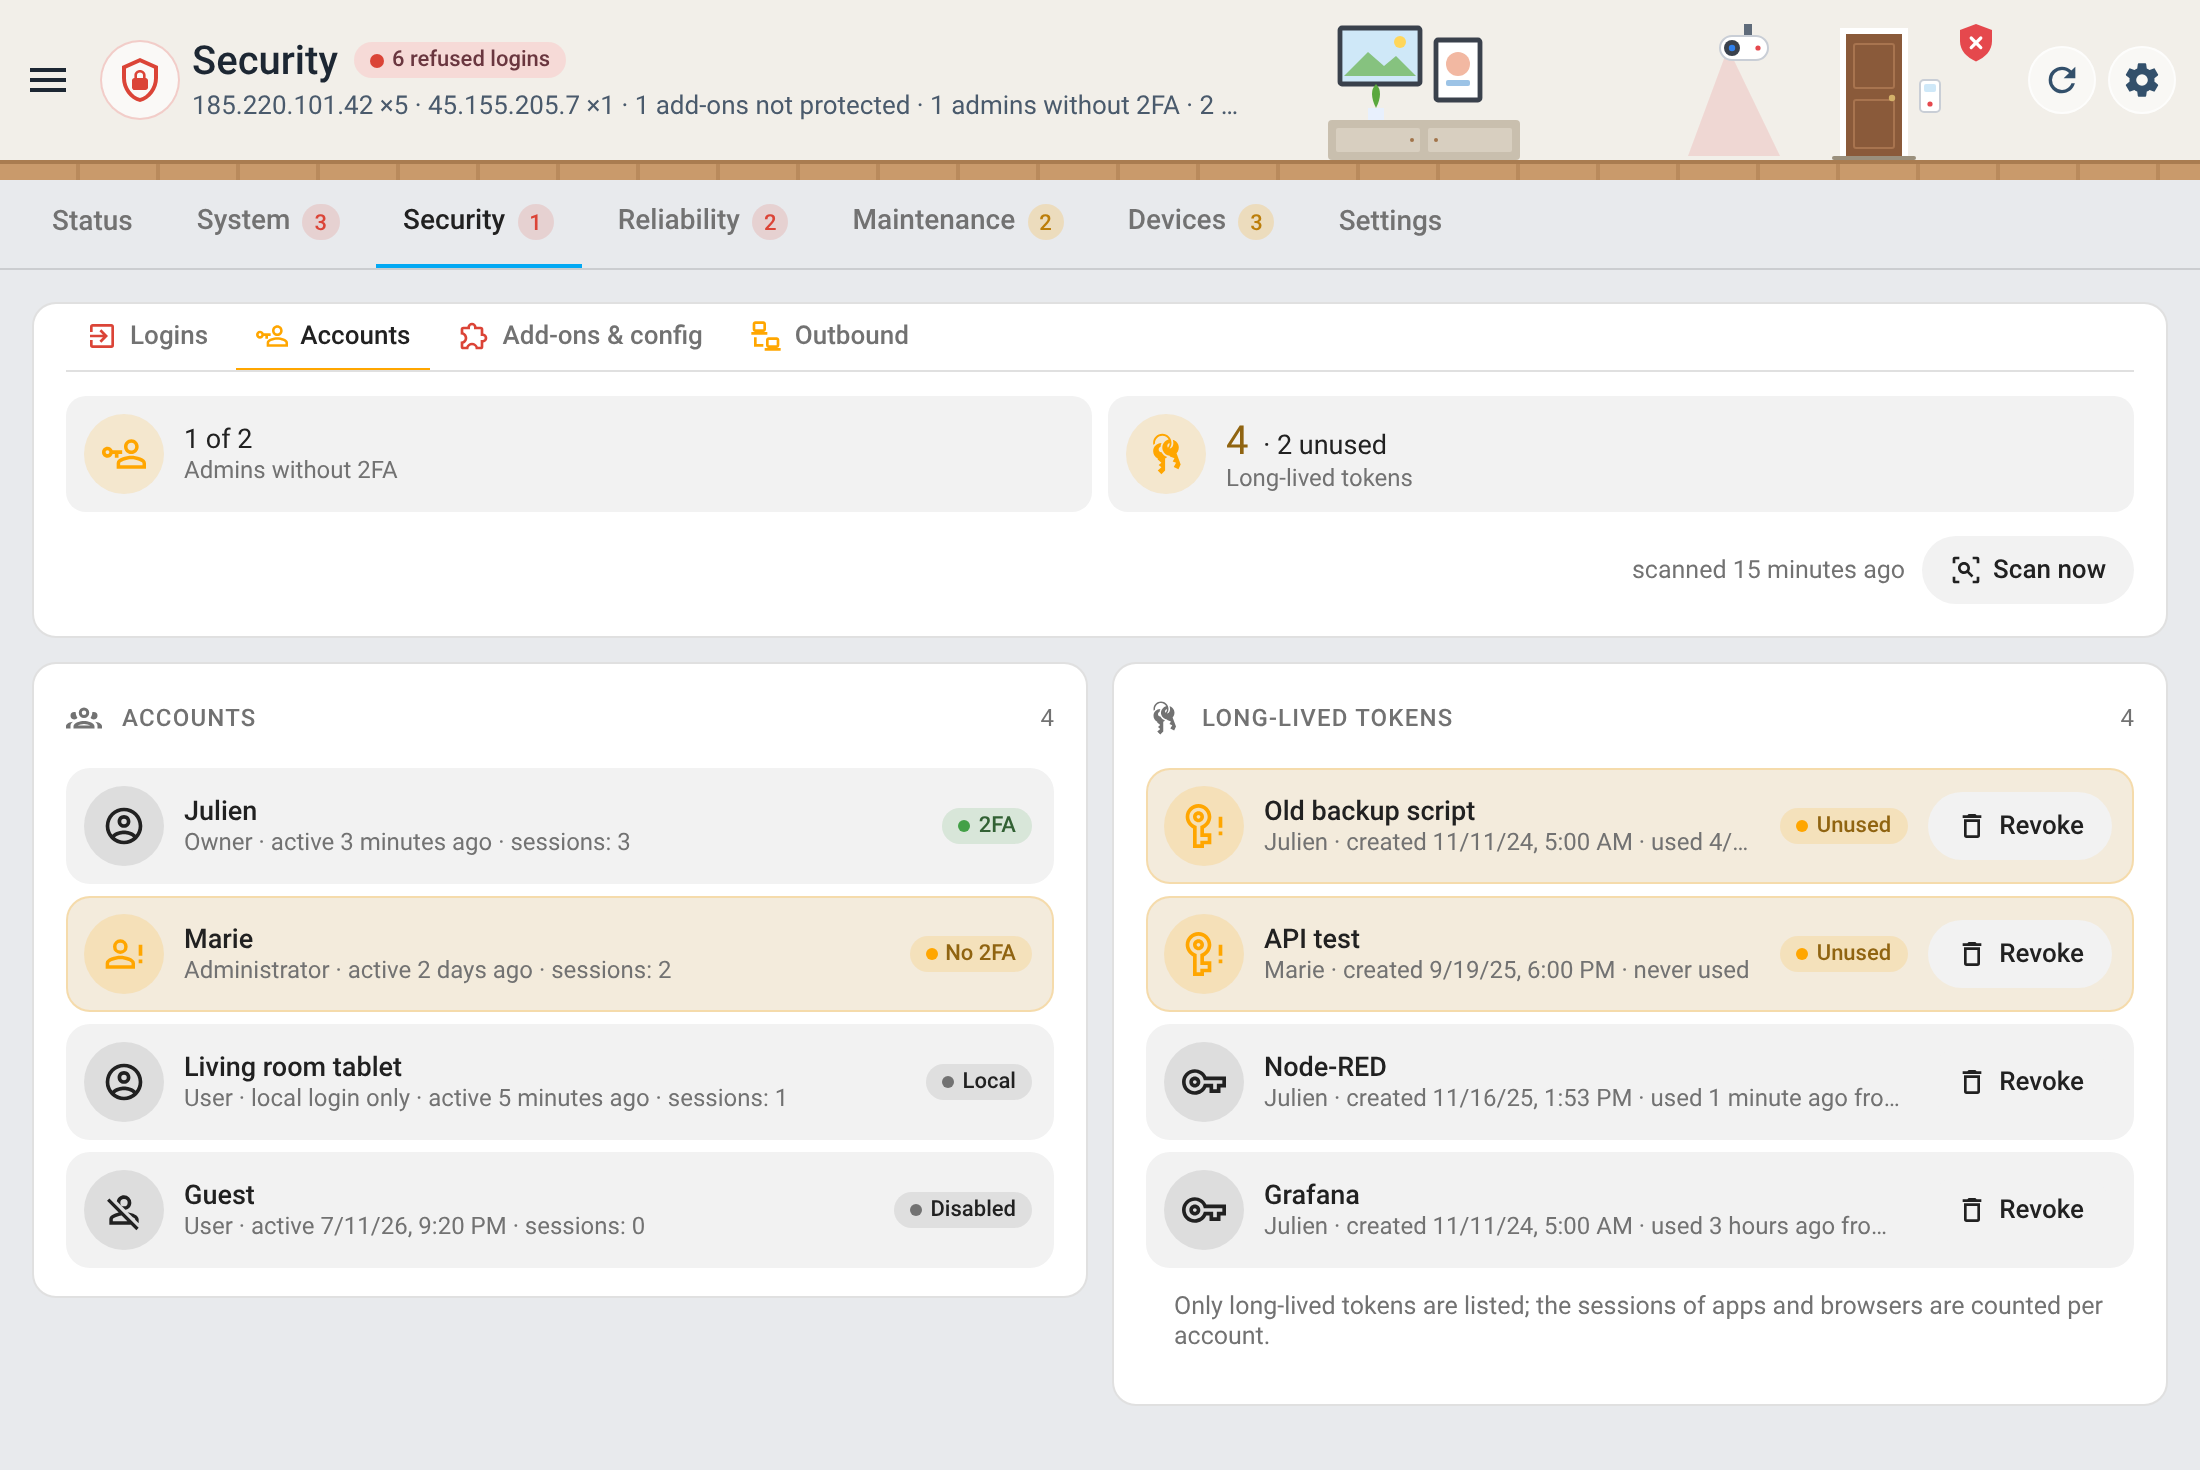 Security
6 refused logins
185.220.101.42 ×5 · 45.155.205.7 ×1 · 1 add-ons not protected · 1 admins without 2FA · 2 …
Status
System 3
Security 1
Reliability 2
Maintenance 2
Devices 3
Settings
Logins
Accounts
Add-ons & config
Outbound
1 of 2
Admins without 2FA
4 · 2 unused
Long-lived tokens
scanned 15 minutes ago
Scan now
ACCOUNTS
4
Julien
Owner · active 3 minutes ago · sessions: 3
2FA
Marie
Administrator · active 2 days ago · sessions: 2
No 2FA
Living room tablet
User · local login only · active 5 minutes ago · sessions: 1
Local
Guest
User · active 7/11/26, 9:20 PM · sessions: 0
Disabled
LONG-LIVED TOKENS
4
Old backup script
Julien · created 11/11/24, 5:00 AM · used 4/…
Unused
Revoke
API test
Marie · created 9/19/25, 6:00 PM · never used
Unused
Revoke
Node-RED
Julien · created 11/16/25, 1:53 PM · used 1 minute ago fro…
Revoke
Grafana
Julien · created 11/11/24, 5:00 AM · used 3 hours ago fro…
Revoke
Only long-lived tokens are listed; the sessions of apps and browsers are counted per
account.